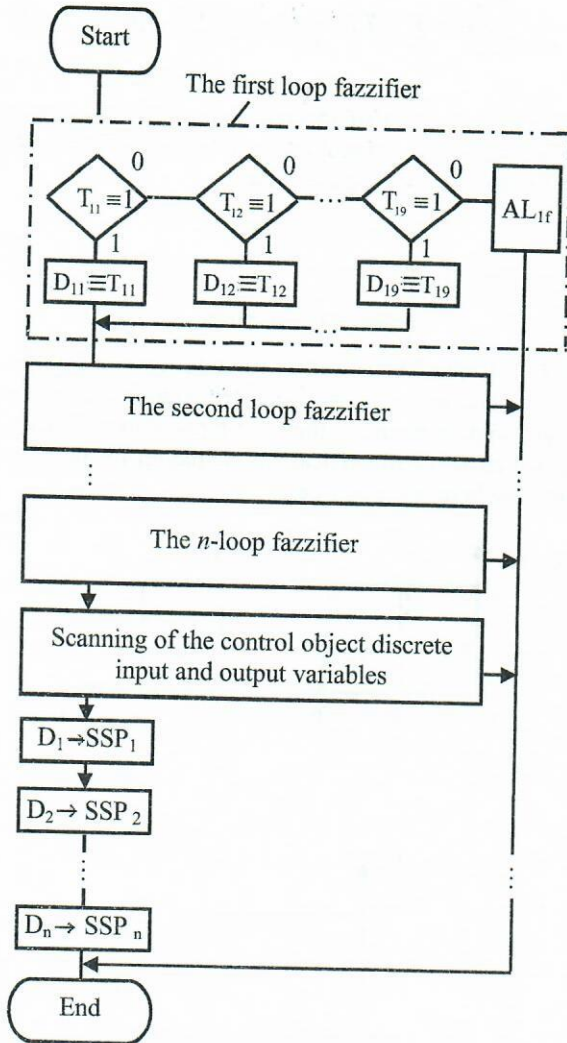 Start
The first loop fazzifier
0
0
0
T₁₁≡1
T₁₂≡1
...
T₁₉≡1
AL₁f
1
1
1
D₁₁≡T₁₁
D₁₂≡T₁₂
D₁₉≡T₁₉
...
The second loop fazzifier
...
...
The n-loop fazzifier
Scanning of the control object discrete
input and output variables
D₁→SSP₁
D₂→ SSP ₂
...
...
Dₙ→ SSP ₙ
End